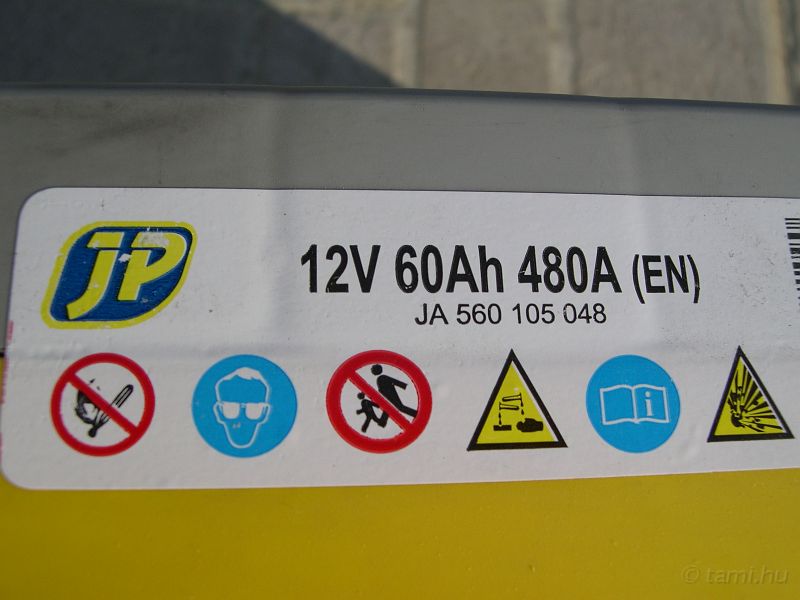 JP
12V 60Ah 480A (EN)
JA 560 105 048
i
© tami.hu